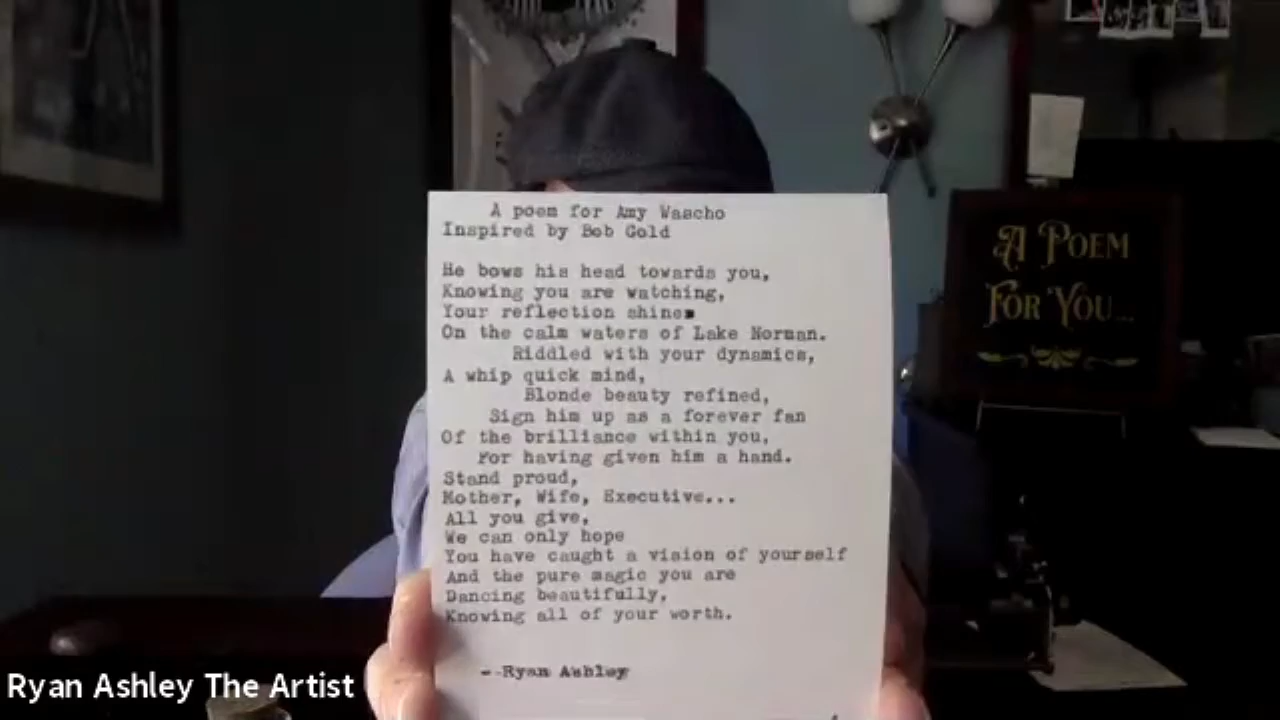 A poem for Amy Wascho
Inspired by Bob Gold
He bows his head towards you,
Knowing you are watching,
Your reflection shines
On the calm waters of Lake Norman.
Riddled with your dynamics,
A whip quick mind,
Blonde beauty refined,
Sign him up as a forever fan
Of the brilliance within you,
For having given him a hand.
Stand proud,
Mother, Wife, Executive...
All you give,
We can only hope
You have caught a vision of yourself
And the pure magic you are
Dancing beautifully,
Knowing all of your worth.
--Ryan Ashley
A POEM
FOR YOU...
Ryan Ashley The Artist